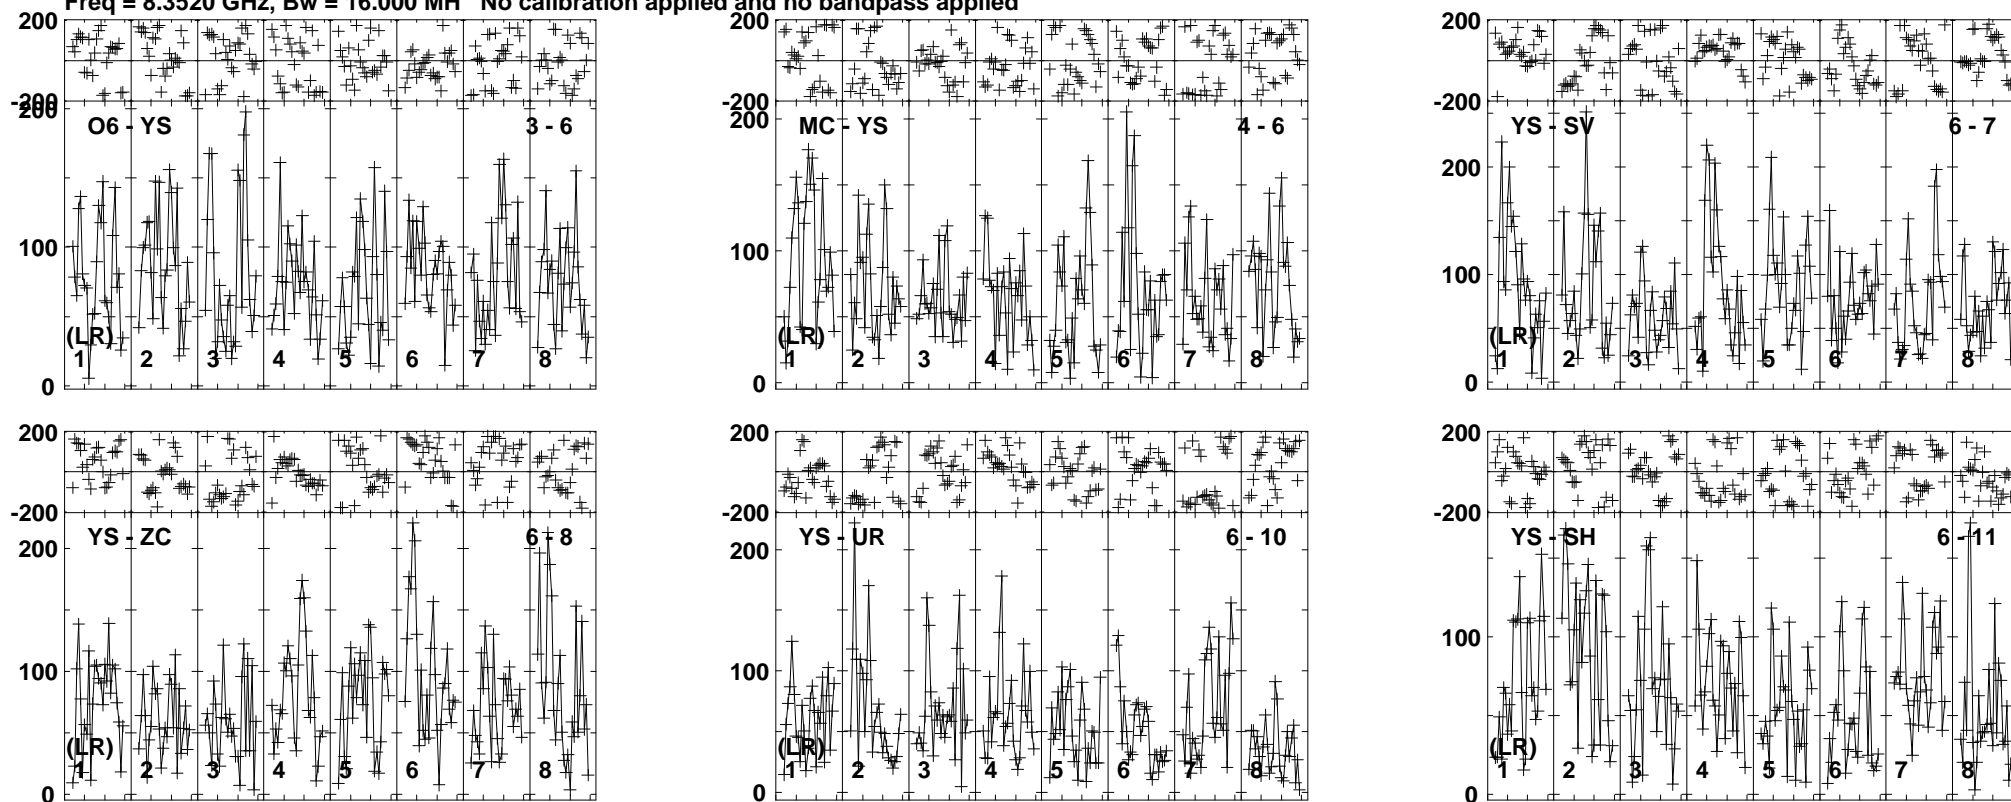 Freq = 8.3520 GHz, Bw = 16.000 MH No calibration applied and no bandpass applied
200
-200
200
O6 - YS
3 - 6
100
(LR)
1 2 3 4 5 6 7 8
0
200
-200
200
MC - YS
4 - 6
100
(LR)
1 2 3 4 5 6 7 8
0
200
-200
YS - SV
6 - 7
200
100
(LR)
1 2 3 4 5 6 7 8
0
200
-200
YS - ZC
6 - 8
200
100
(LR)
1 2 3 4 5 6 7 8
0
200
-200
YS - UR
6 - 10
200
100
(LR)
1 2 3 4 5 6 7 8
0
200
-200
YS - SH
6 - 11
100
(LR)
1 2 3 4 5 6 7 8
0